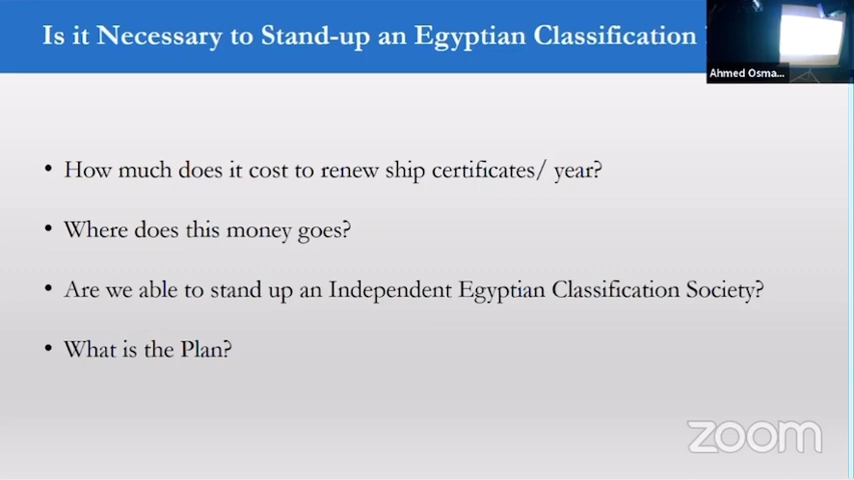 Is it Necessary to Stand-up an Egyptian Classification
Ahmed Osma...
• How much does it cost to renew ship certificates/ year?
• Where does this money goes?
• Are we able to stand up an Independent Egyptian Classification Society?
• What is the Plan?
zoom